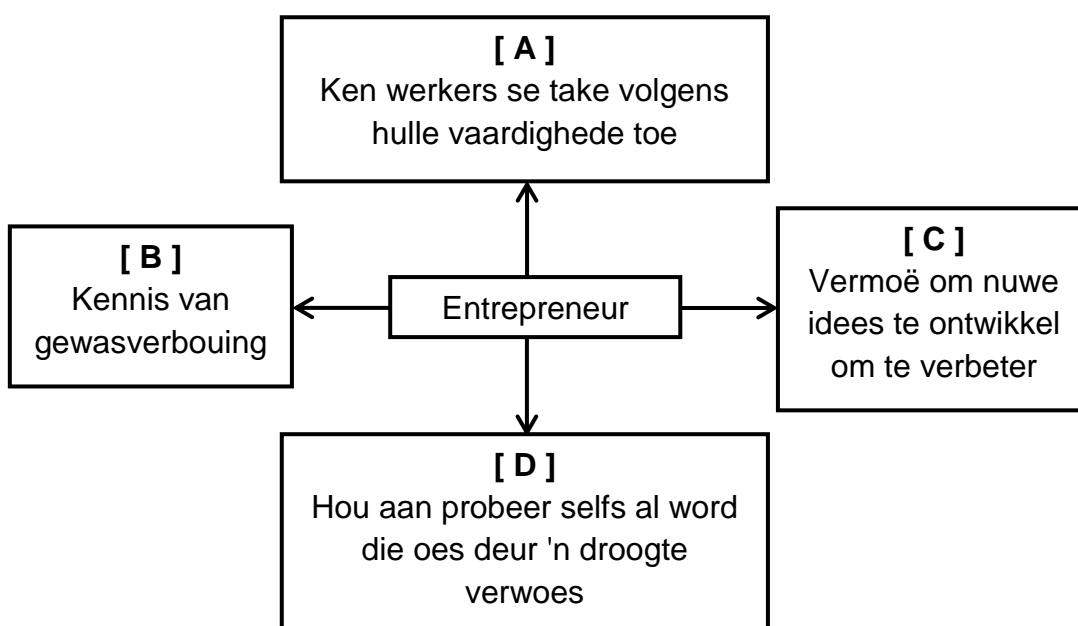 [ A ]
Ken werkers se take volgens
hulle vaardighede toe
[ B ]
Kennis van
gewasverbouing
Entrepreneur
[ C ]
Vermoë om nuwe
idees te ontwikkel
om te verbeter
[ D ]
Hou aan probeer selfs al word
die oes deur 'n droogte
verwoes